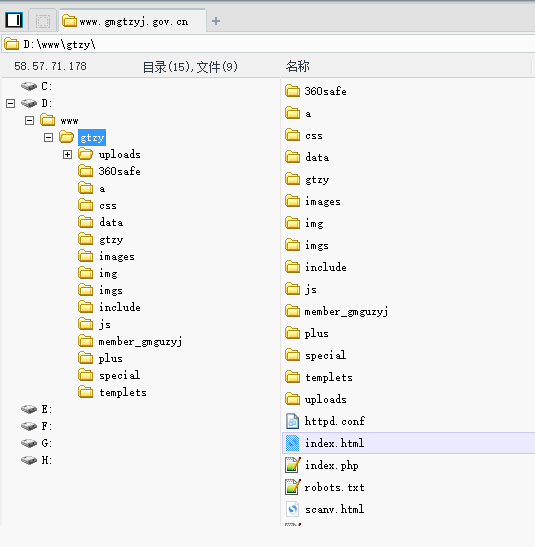 www.gmgtzyj.gov.cn
D:\www\gtzy\
58.57.71.178 目录(15),文件(9) 名称
C:
D:
www
gtzy
uploads
360safe
a
css
data
gtzy
images
img
imgs
include
js
member_gmguzyj
plus
special
templets
E:
F:
G:
H:
360safe
a
css
data
gtzy
images
img
imgs
include
js
member_gmguzyj
plus
special
templets
uploads
httpd.conf
index.html
index.php
robots.txt
scanv.html